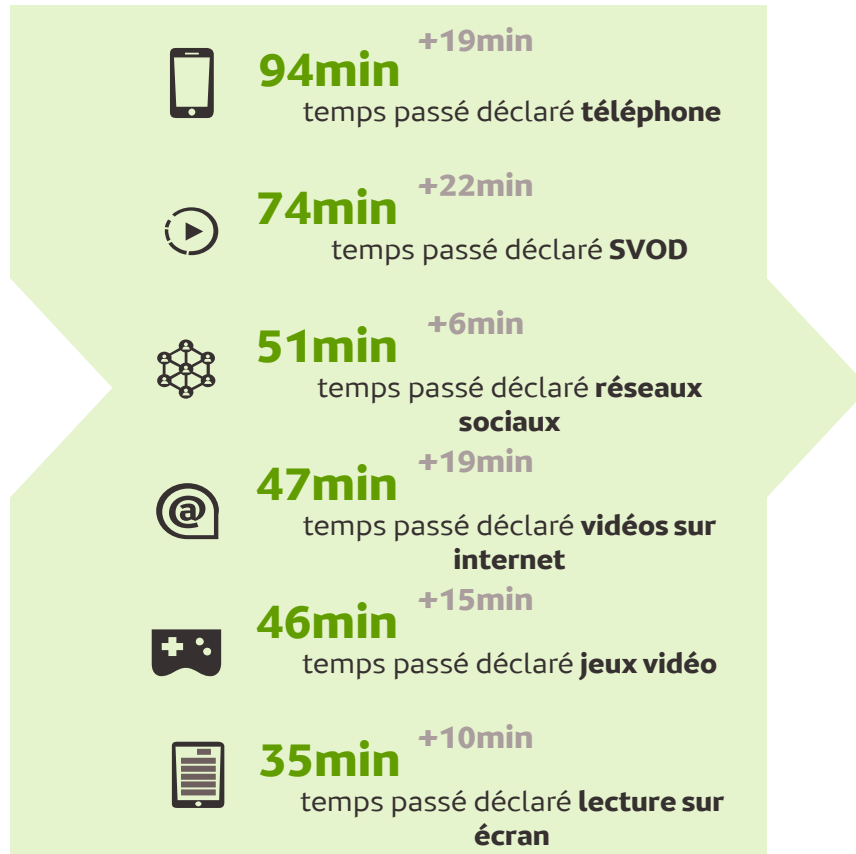 +19min
94min
temps passé déclaré téléphone
+22min
74min
temps passé déclaré SVOD
+6min
51min
temps passé déclaré réseaux
sociaux
+19min
47min
temps passé déclaré vidéos sur
internet
+15min
46min
temps passé déclaré jeux vidéo
+10min
35min
temps passé déclaré lecture sur
écran